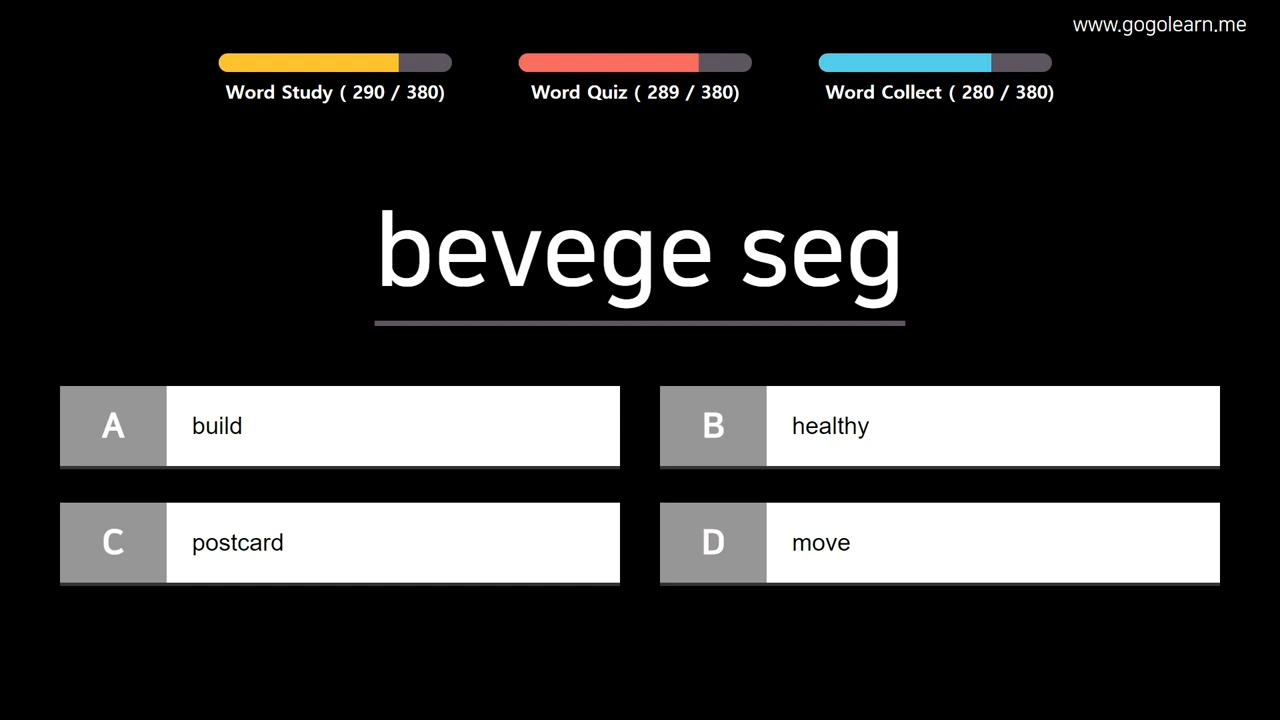 www.gogolearn.me
Word Study ( 290 / 380)
Word Quiz ( 289 / 380)
Word Collect ( 280 / 380)
bevege seg
A build
B healthy
C postcard
D move